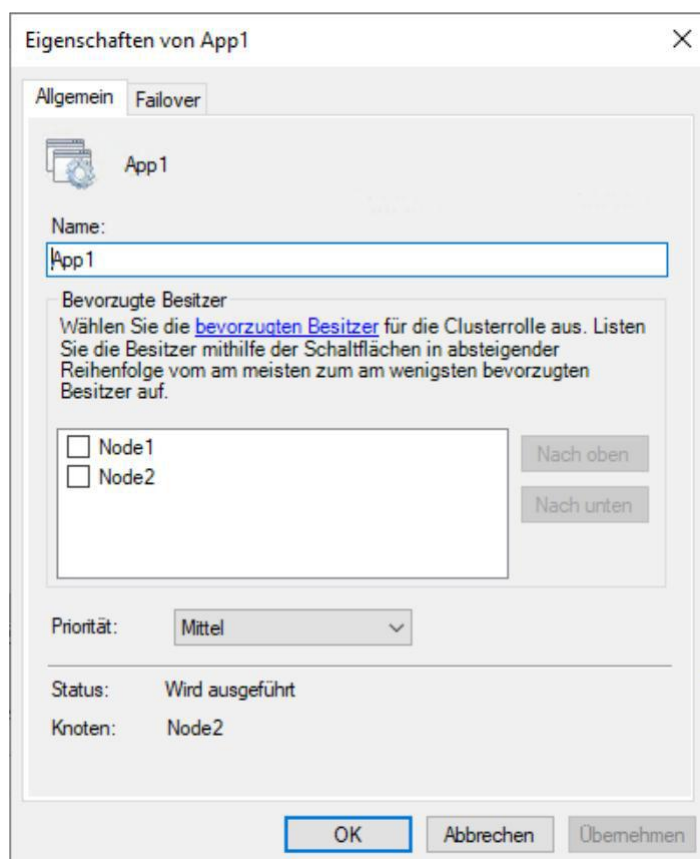 Eigenschaften von App1
Allgemein
Failover
App1
Name:
App1
Bevorzugte Besitzer
Wählen Sie die bevorzugten Besitzer für die Clusterrolle aus. Listen
Sie die Besitzer mithilfe der Schaltflächen in absteigender
Reihenfolge vom am meisten zum am wenigsten bevorzugten
Besitzer auf.
Node1
Node2
Nach oben
Nach unten
Priorität:
Mittel
Status:
Wird ausgeführt
Knoten:
Node2
OK
Abbrechen
Übernehmen